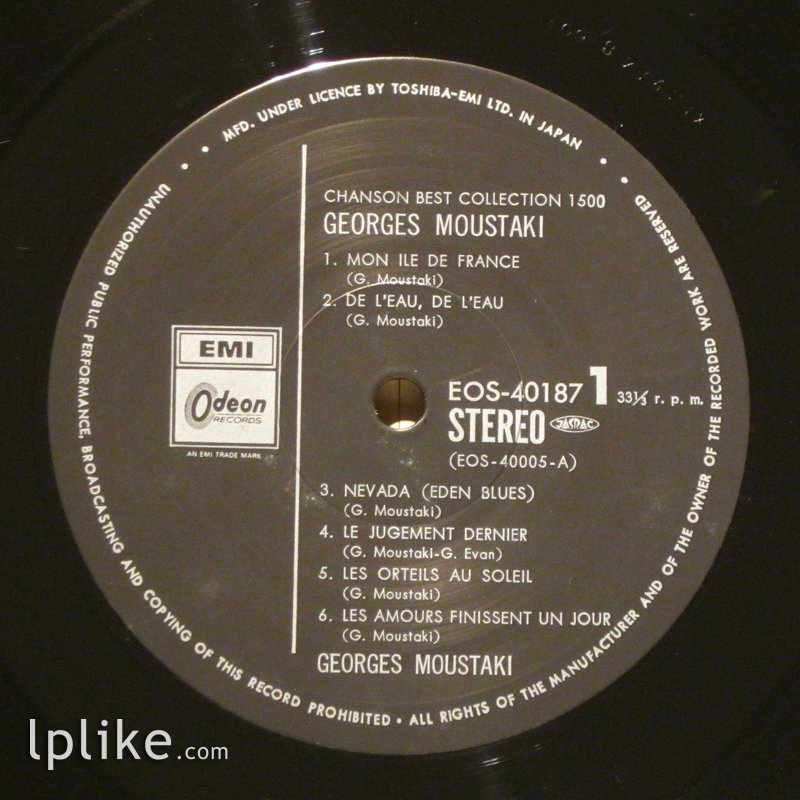 MFD. UNDER LICENCE BY TOSHIBA-EMI LTD. IN JAPAN
CHANSON BEST COLLECTION 1500
GEORGES MOUSTAKI
1. MON ILE DE FRANCE
(G. Moustaki)
2. DE L'EAU, DE L'EAU
(G. Moustaki)
EMI
Odeon
RECORDS
AN EMI TRADE MARK
EOS-40187 1 33⅓ r. p. m.
STEREO JASRAC
(EOS-40005-A)
3. NEVADA (EDEN BLUES)
(G. Moustaki)
4. LE JUGEMENT DERNIER
(G. Moustaki-G. Evan)
5. LES ORTEILS AU SOLEIL
(G. Moustaki)
6. LES AMOURS FINISSENT UN JOUR
(G. Moustaki)
GEORGES MOUSTAKI
UNAUTHORIZED PUBLIC PERFORMANCE, BROADCASTING AND COPYING OF THIS RECORD PROHIBITED • ALL RIGHTS OF THE MANUFACTURER AND OF THE OWNER OF THE RECORDED WORK ARE RESERVED
lplike.com